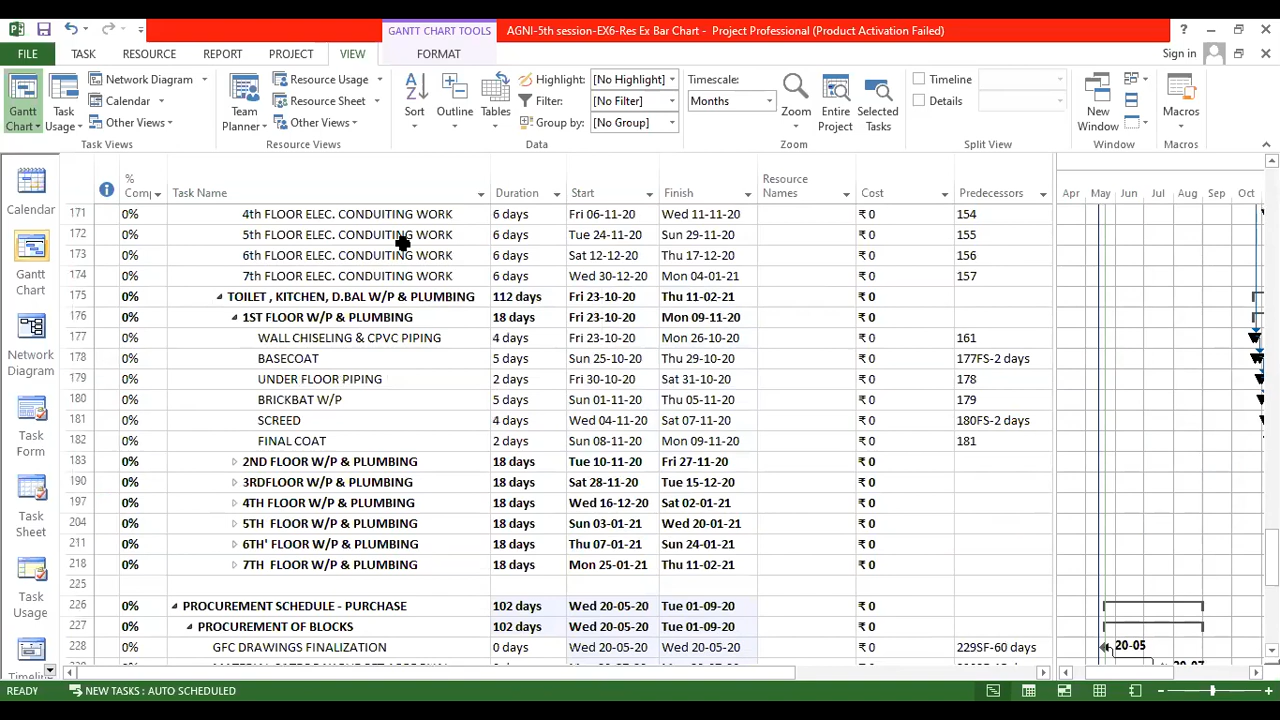 GANTT CHART TOOLS
AGNI-5th session-EX6-Res Ex Bar Chart - Project Professional (Product Activation Failed)
FILE TASK RESOURCE REPORT PROJECT VIEW FORMAT Sign in
Gantt Chart Task Usage Network Diagram Calendar Other Views Team Planner Resource Usage Resource Sheet Other Views Sort Outline Tables Highlight: [No Highlight] Filter: [No Filter] Group by: [No Group] Timescale: Months Zoom Entire Project Selected Tasks Timeline Details New Window Macros
Task Views Resource Views Data Zoom Split View Window Macros
% Comp Task Name Duration Start Finish Resource Names Cost Predecessors Apr May Jun Jul Aug Sep Oct
171 0% 4th FLOOR ELEC. CONDUITING WORK 6 days Fri 06-11-20 Wed 11-11-20 ₹ 0 154
172 0% 5th FLOOR ELEC. CONDUITING WORK 6 days Tue 24-11-20 Sun 29-11-20 ₹ 0 155
173 0% 6th FLOOR ELEC. CONDUITING WORK 6 days Sat 12-12-20 Thu 17-12-20 ₹ 0 156
174 0% 7th FLOOR ELEC. CONDUITING WORK 6 days Wed 30-12-20 Mon 04-01-21 ₹ 0 157
175 0% TOILET , KITCHEN, D.BAL W/P & PLUMBING 112 days Fri 23-10-20 Thu 11-02-21 ₹ 0
176 0% 1ST FLOOR W/P & PLUMBING 18 days Fri 23-10-20 Mon 09-11-20 ₹ 0
177 0% WALL CHISELING & CPVC PIPING 4 days Fri 23-10-20 Mon 26-10-20 ₹ 0 161
178 0% BASECOAT 5 days Sun 25-10-20 Thu 29-10-20 ₹ 0 177FS-2 days
179 0% UNDER FLOOR PIPING 2 days Fri 30-10-20 Sat 31-10-20 ₹ 0 178
180 0% BRICKBAT W/P 5 days Sun 01-11-20 Thu 05-11-20 ₹ 0 179
181 0% SCREED 4 days Wed 04-11-20 Sat 07-11-20 ₹ 0 180FS-2 days
182 0% FINAL COAT 2 days Sun 08-11-20 Mon 09-11-20 ₹ 0 181
183 0% 2ND FLOOR W/P & PLUMBING 18 days Tue 10-11-20 Fri 27-11-20 ₹ 0
190 0% 3RDFLOOR W/P & PLUMBING 18 days Sat 28-11-20 Tue 15-12-20 ₹ 0
197 0% 4TH FLOOR W/P & PLUMBING 18 days Wed 16-12-20 Sat 02-01-21 ₹ 0
204 0% 5TH FLOOR W/P & PLUMBING 18 days Sun 03-01-21 Wed 20-01-21 ₹ 0
211 0% 6TH' FLOOR W/P & PLUMBING 18 days Thu 07-01-21 Sun 24-01-21 ₹ 0
218 0% 7TH FLOOR W/P & PLUMBING 18 days Mon 25-01-21 Thu 11-02-21 ₹ 0
225
226 0% PROCUREMENT SCHEDULE - PURCHASE 102 days Wed 20-05-20 Tue 01-09-20 ₹ 0
227 0% PROCUREMENT OF BLOCKS 102 days Wed 20-05-20 Tue 01-09-20 ₹ 0
228 0% GFC DRAWINGS FINALIZATION 0 days Wed 20-05-20 Wed 20-05-20 ₹ 0 229SF-60 days 20-05
Calendar
Gantt Chart
Network Diagram
Task Form
Task Sheet
Task Usage
READY NEW TASKS : AUTO SCHEDULED